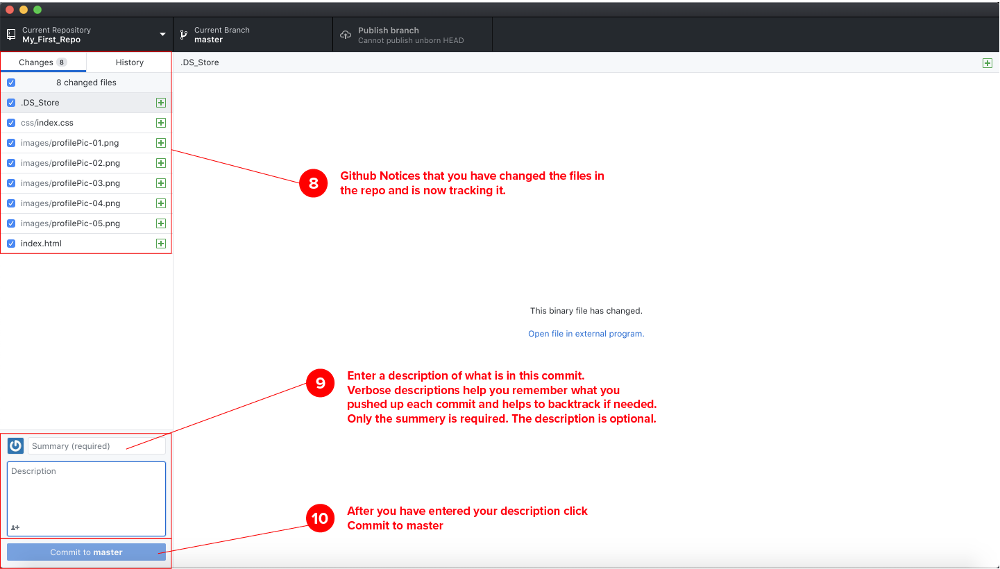 Current Repository
My_First_Repo
Current Branch
master
Publish branch
Cannot publish unborn HEAD
Changes 8
History
.DS_Store
8 changed files
.DS_Store
css/index.css
images/profilePic-01.png
images/profilePic-02.png
images/profilePic-03.png
images/profilePic-04.png
images/profilePic-05.png
index.html
8
Github Notices that you have changed the files in
the repo and is now tracking it.
This binary file has changed.
Open file in external program.
9
Enter a description of what is in this commit.
Verbose descriptions help you remember what you
pushed up each commit and helps to backtrack if needed.
Only the summery is required. The description is optional.
Summary (required)
Description
10
After you have entered your description click
Commit to master
Commit to master